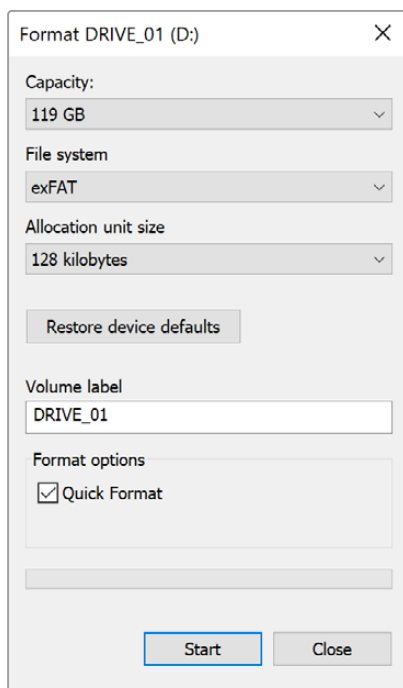 Format DRIVE_01 (D:)
Capacity:
119 GB
File system
exFAT
Allocation unit size
128 kilobytes
Restore device defaults
Volume label
DRIVE_01
Format options
Quick Format
Start Close